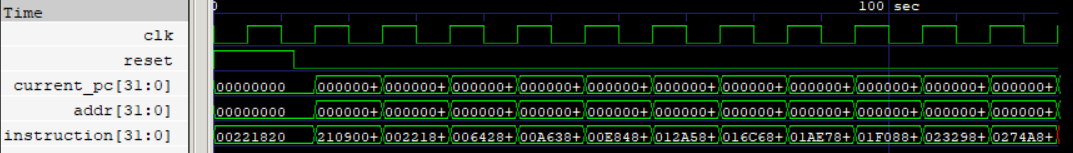 Time 0 100 sec
clk
reset
current_pc[31:0] 00000000 000000+ 000000+ 000000+ 000000+ 000000+ 000000+ 000000+ 000000+ 000000+ 000000+ 000000+
addr[31:0] 00000000 000000+ 000000+ 000000+ 000000+ 000000+ 000000+ 000000+ 000000+ 000000+ 000000+ 000000+
instruction[31:0] 00221820 210900+ 002218+ 006428+ 00A638+ 00E848+ 012A58+ 016C68+ 01AE78+ 01F088+ 023298+ 0274A8+